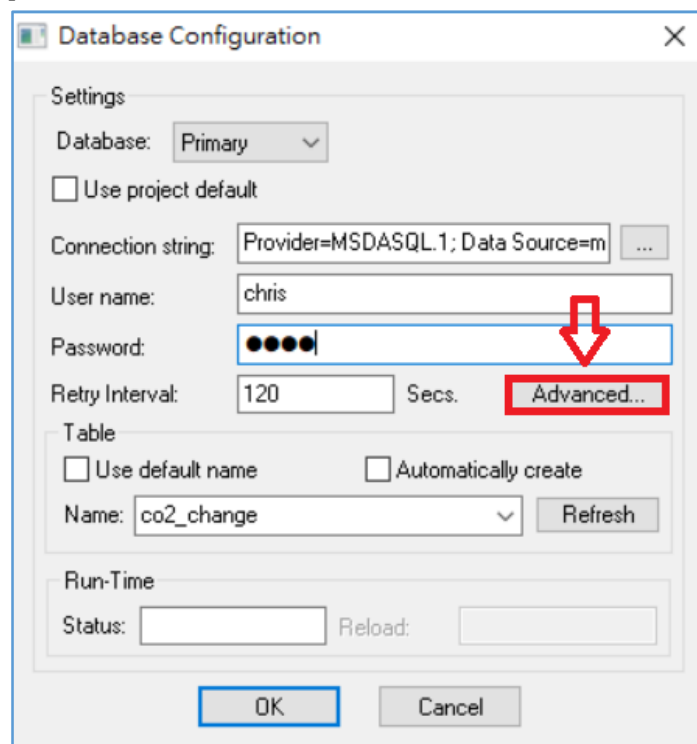 Database Configuration
Settings
Database: Primary
Use project default
Connection string: Provider=MSDASQL.1; Data Source=m ...
User name: chris
Password: ●●●●
Retry Interval: 120 Secs. Advanced...
Table
Use default name Automatically create
Name: co2_change Refresh
Run-Time
Status: Reload:
OK Cancel